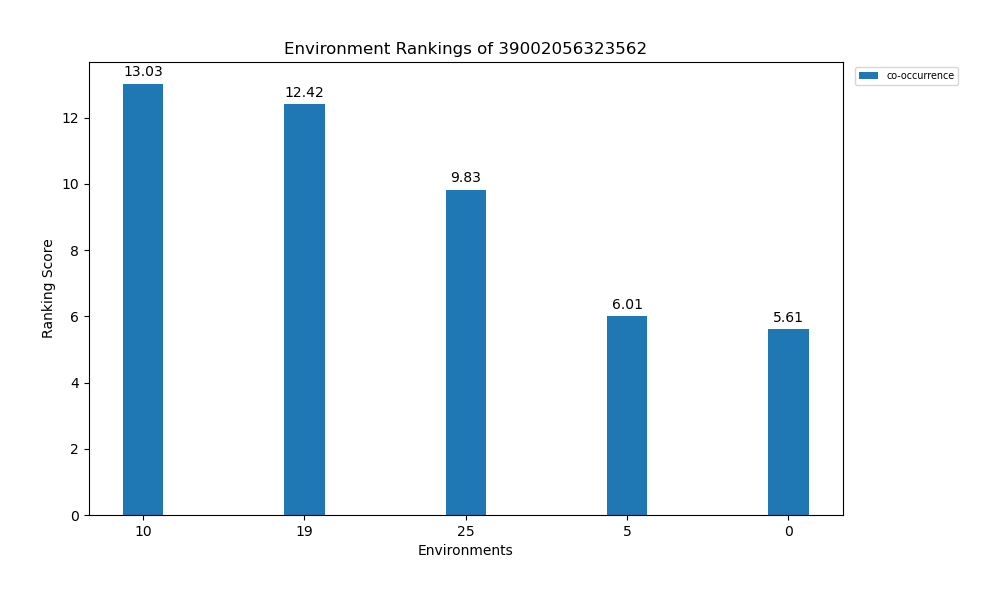 Environment Rankings of 39002056323562
co-occurrence
13.03
12.42
9.83
6.01
5.61
Ranking Score
12
10
8
6
4
2
0
10 19 25 5 0
Environments